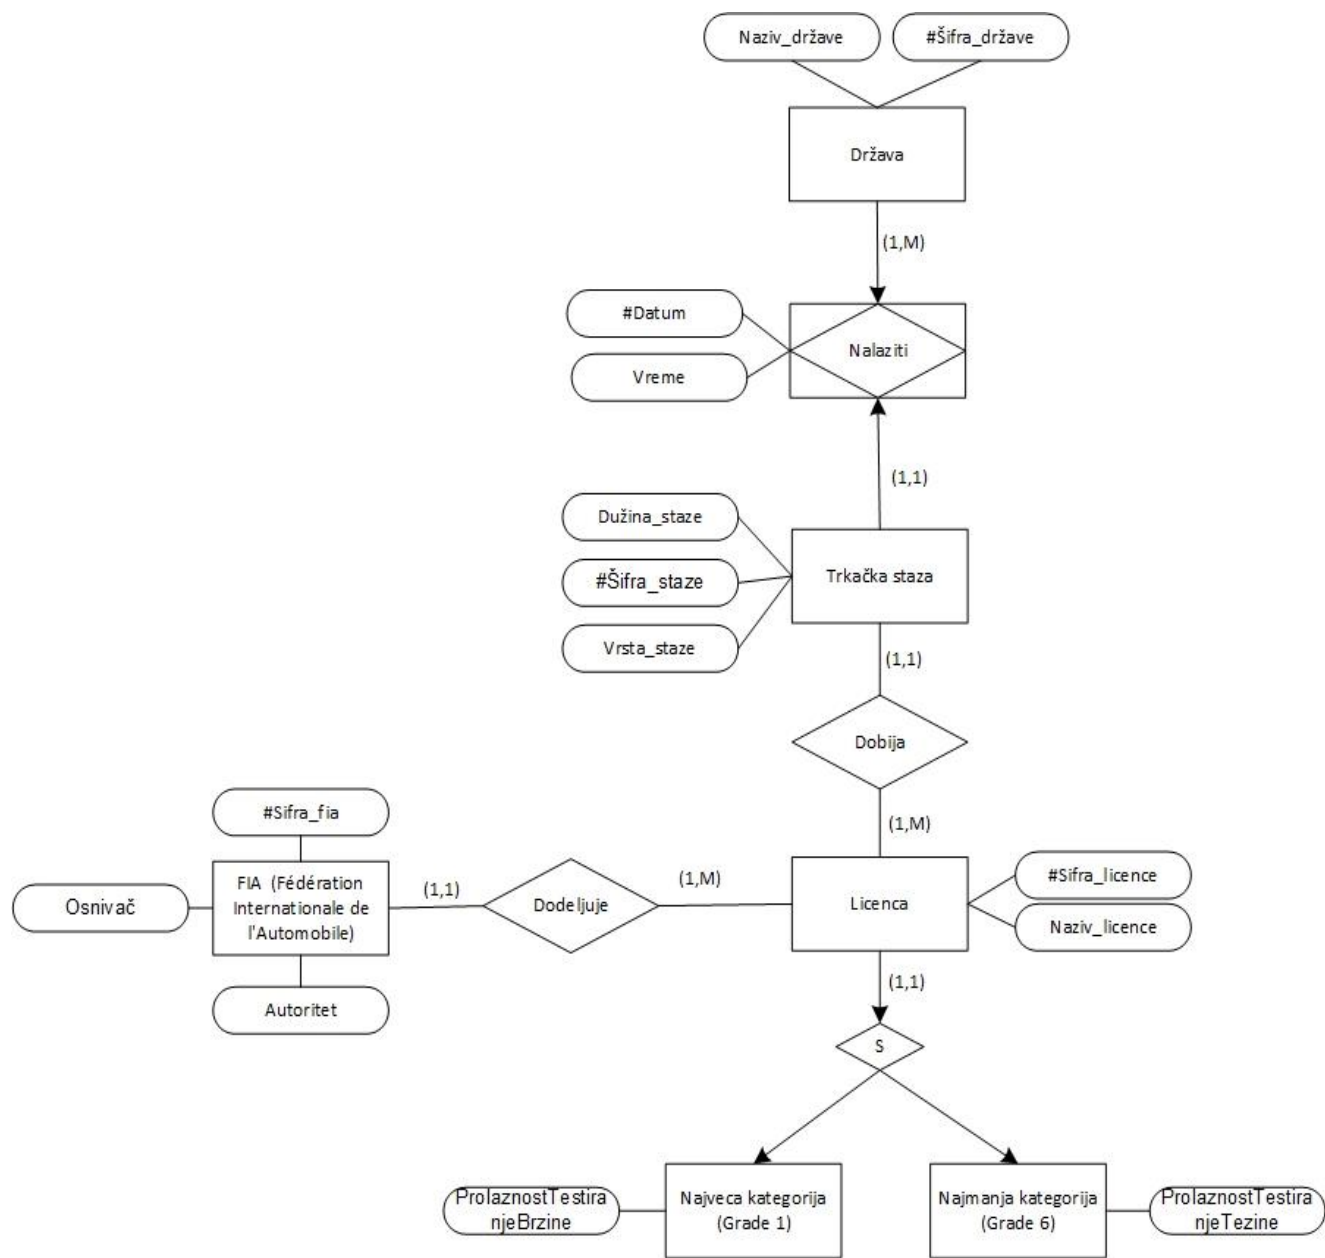 Naziv_države
#Šifra_države
Država
(1,M)
#Datum
Vreme
Nalaziti
(1,1)
Dužina_staze
#Šifra_staze
Vrsta_staze
Trkačka staza
(1,1)
Dobija
(1,M)
#Sifra_fia
Osnivač
FIA (Fédération
Internationale de
l'Automobile)
Autoritet
(1,1)
Dodeljuje
(1,M)
Licenca
#Sifra_licence
Naziv_licence
(1,1)
S
ProlaznostTestira
njeBrzine
Najveca kategorija
(Grade 1)
Najmanja kategorija
(Grade 6)
ProlaznostTestira
njeTezine